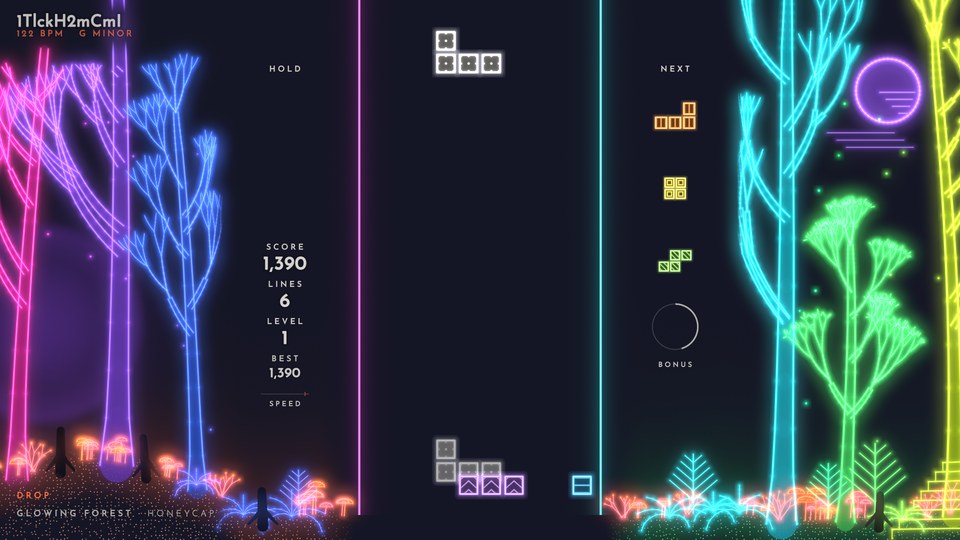 1TlckH2mCmI
122 BPM G MINOR
HOLD
NEXT
SCORE
1,390
LINES
6
LEVEL
1
BEST
1,390
SPEED
BONUS
DROP
GLOWING FOREST · HONEYCAP